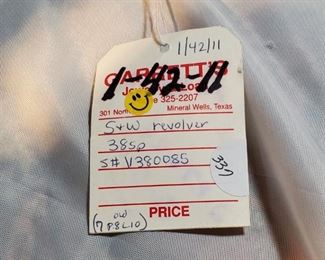 1/42/11
1-42-11
301 North
325-2207
Mineral Wells, Texas
S+W revolver
38sp
S# V380085
337
PRICE
OW